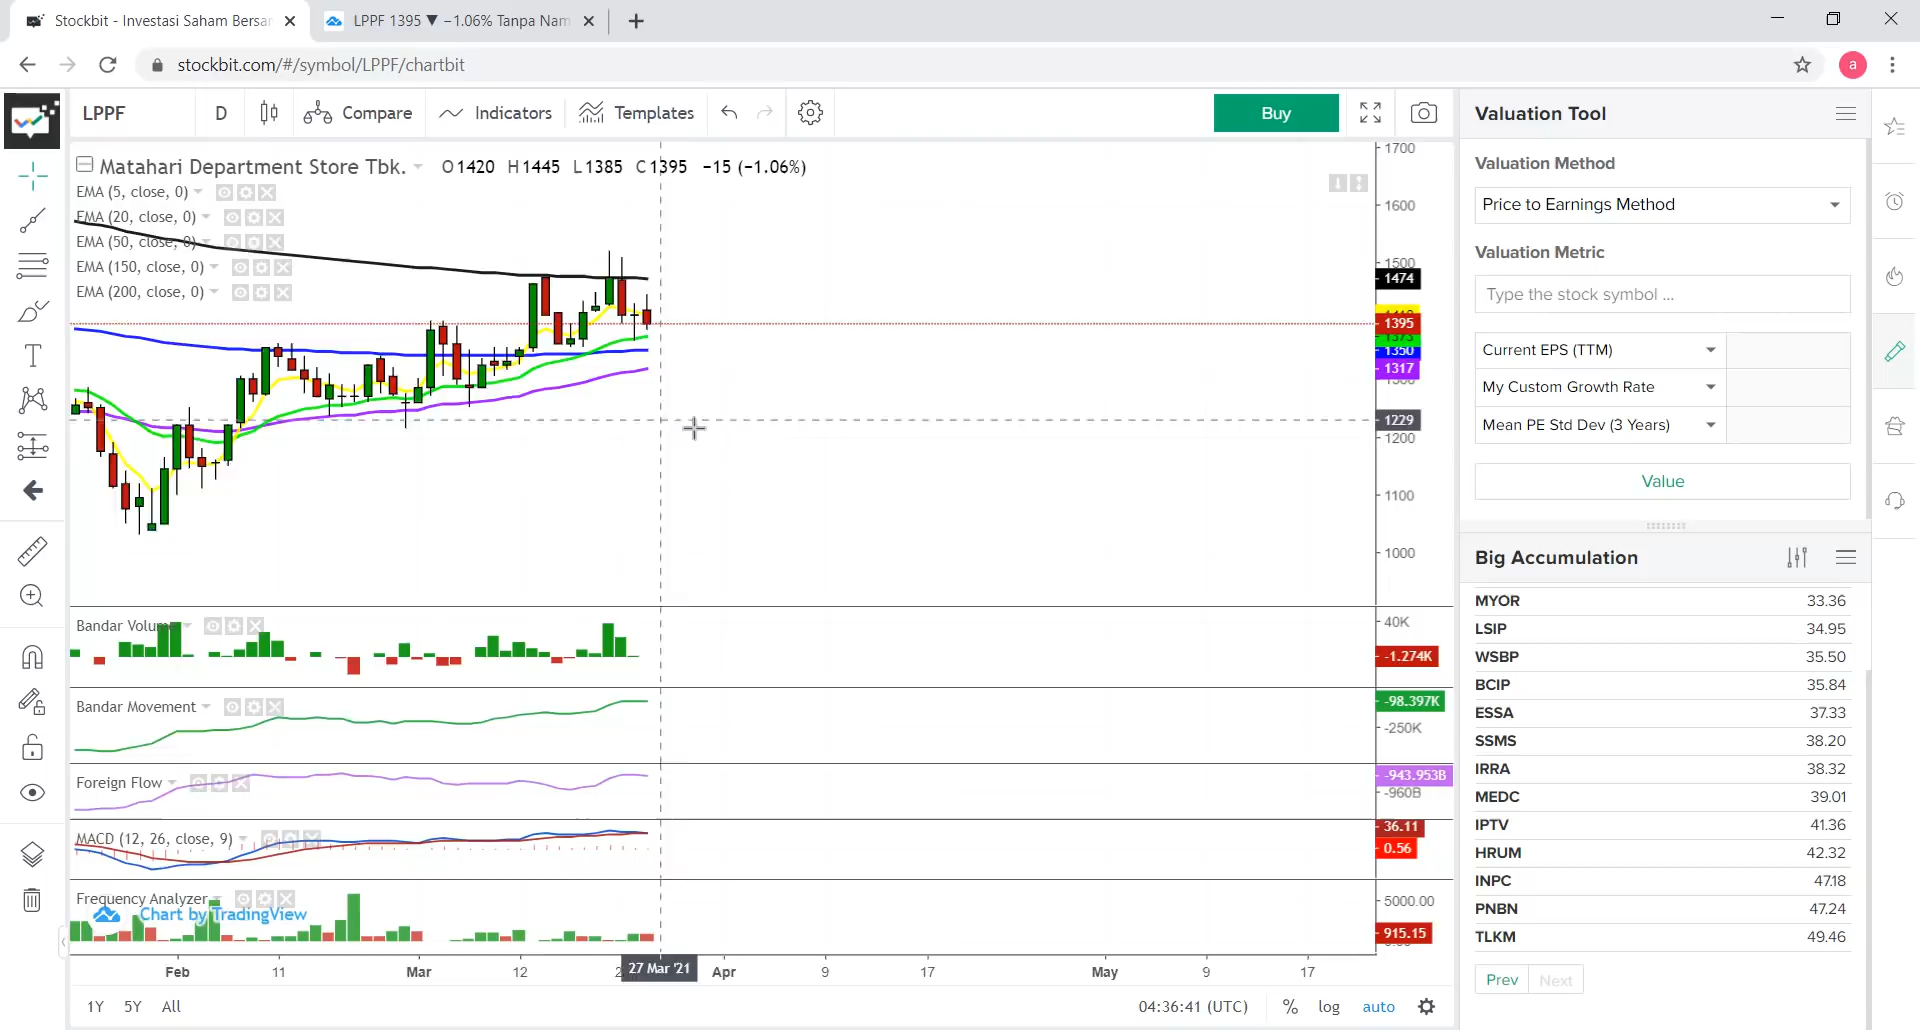 Stockbit - Investasi Saham Bersar
LPPF 1395 ▼ −1.06% Tanpa Nam
stockbit.com/#/symbol/LPPF/chartbit
a
LPPF
D
Compare
Indicators
Templates
Buy
Matahari Department Store Tbk.
O1420 H1445 L1385 C1395 −15 (−1.06%)
EMA (5, close, 0)
EMA (20, close, 0)
EMA (50, close, 0)
EMA (150, close, 0)
EMA (200, close, 0)
1700
1600
1500
1474
1395
1373
1350
1317
1300
1229
1200
1100
1000
Bandar Volume
40K
-1.274K
Bandar Movement
-98.397K
-250K
Foreign Flow
-943.953B
-960B
MACD (12, 26, close, 9)
36.11
0.56
Frequency Analyzer
Chart by TradingView
5000.00
915.15
Feb
11
Mar
12
27 Mar '21
Apr
9
17
May
9
17
1Y
5Y
All
04:36:41 (UTC)
%
log
auto
Valuation Tool
Valuation Method
Price to Earnings Method
Valuation Metric
Type the stock symbol ...
Current EPS (TTM)
My Custom Growth Rate
Mean PE Std Dev (3 Years)
Value
Big Accumulation
MYOR 33.36
LSIP 34.95
WSBP 35.50
BCIP 35.84
ESSA 37.33
SSMS 38.20
IRRA 38.32
MEDC 39.01
IPTV 41.36
HRUM 42.32
INPC 47.18
PNBN 47.24
TLKM 49.46
Prev
Next